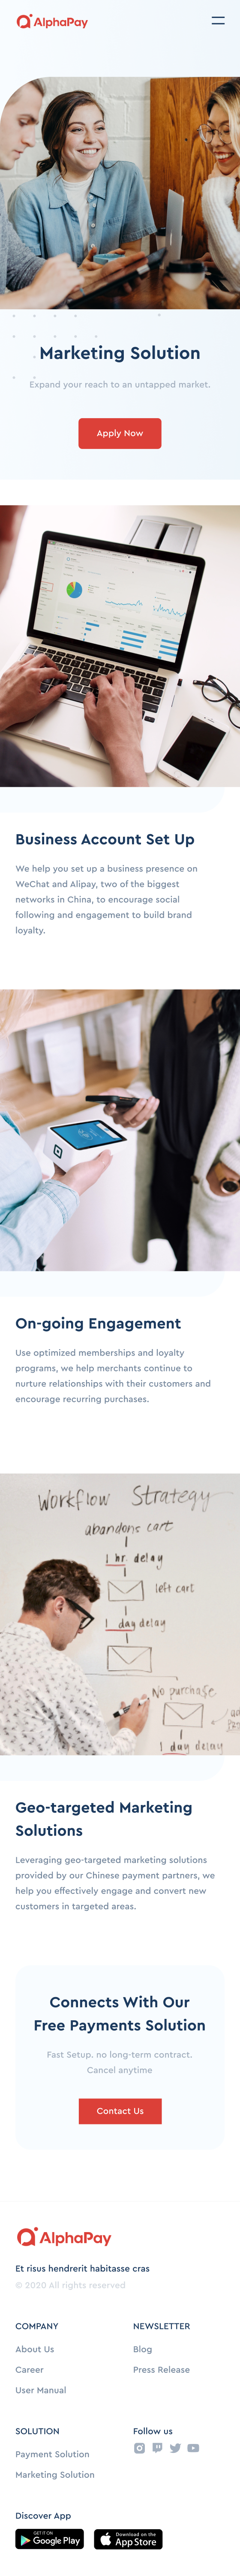 AlphaPay
Marketing Solution
Expand your reach to an untapped market.
Apply Now
Business Account Set Up
We help you set up a business presence on
WeChat and Alipay, two of the biggest
networks in China, to encourage social
following and engagement to build brand
loyalty.
On-going Engagement
Use optimized memberships and loyalty
programs, we help merchants continue to
nurture relationships with their customers and
encourage recurring purchases.
Workflow Strategy
abandons cart
1 hr. delay
left cart
1 day delay
No purchase
1 day delay
Geo-targeted Marketing
Solutions
Leveraging geo-targeted marketing solutions
provided by our Chinese payment partners, we
help you effectively engage and convert new
customers in targeted areas.
Connects With Our
Free Payments Solution
Fast Setup. no long-term contract.
Cancel anytime
Contact Us
AlphaPay
Et risus hendrerit habitasse cras
© 2020 All rights reserved
COMPANY
About Us
Career
User Manual
NEWSLETTER
Blog
Press Release
SOLUTION
Payment Solution
Marketing Solution
Follow us
Discover App
GET IT ON
Google Play
Download on the
App Store